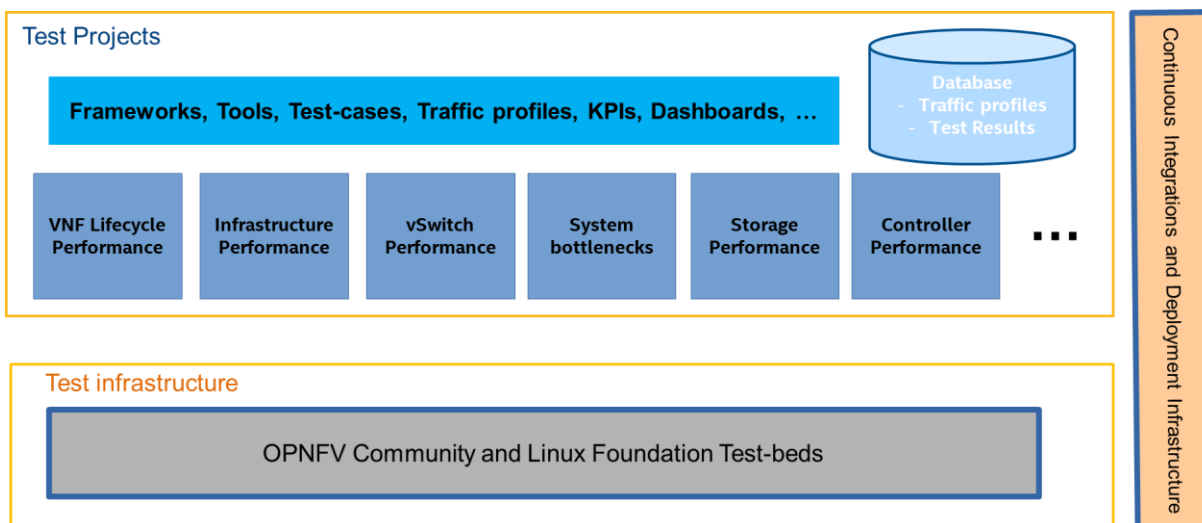 Test Projects
Frameworks, Tools, Test-cases, Traffic profiles, KPIs, Dashboards, ...
Database
- Traffic profiles
- Test Results
VNF Lifecycle
Performance
Infrastructure
Performance
vSwitch
Performance
System
bottlenecks
Storage
Performance
Controller
Performance
...
Test infrastructure
OPNFV Community and Linux Foundation Test-beds
Continuous Integrations and Deployment Infrastructure